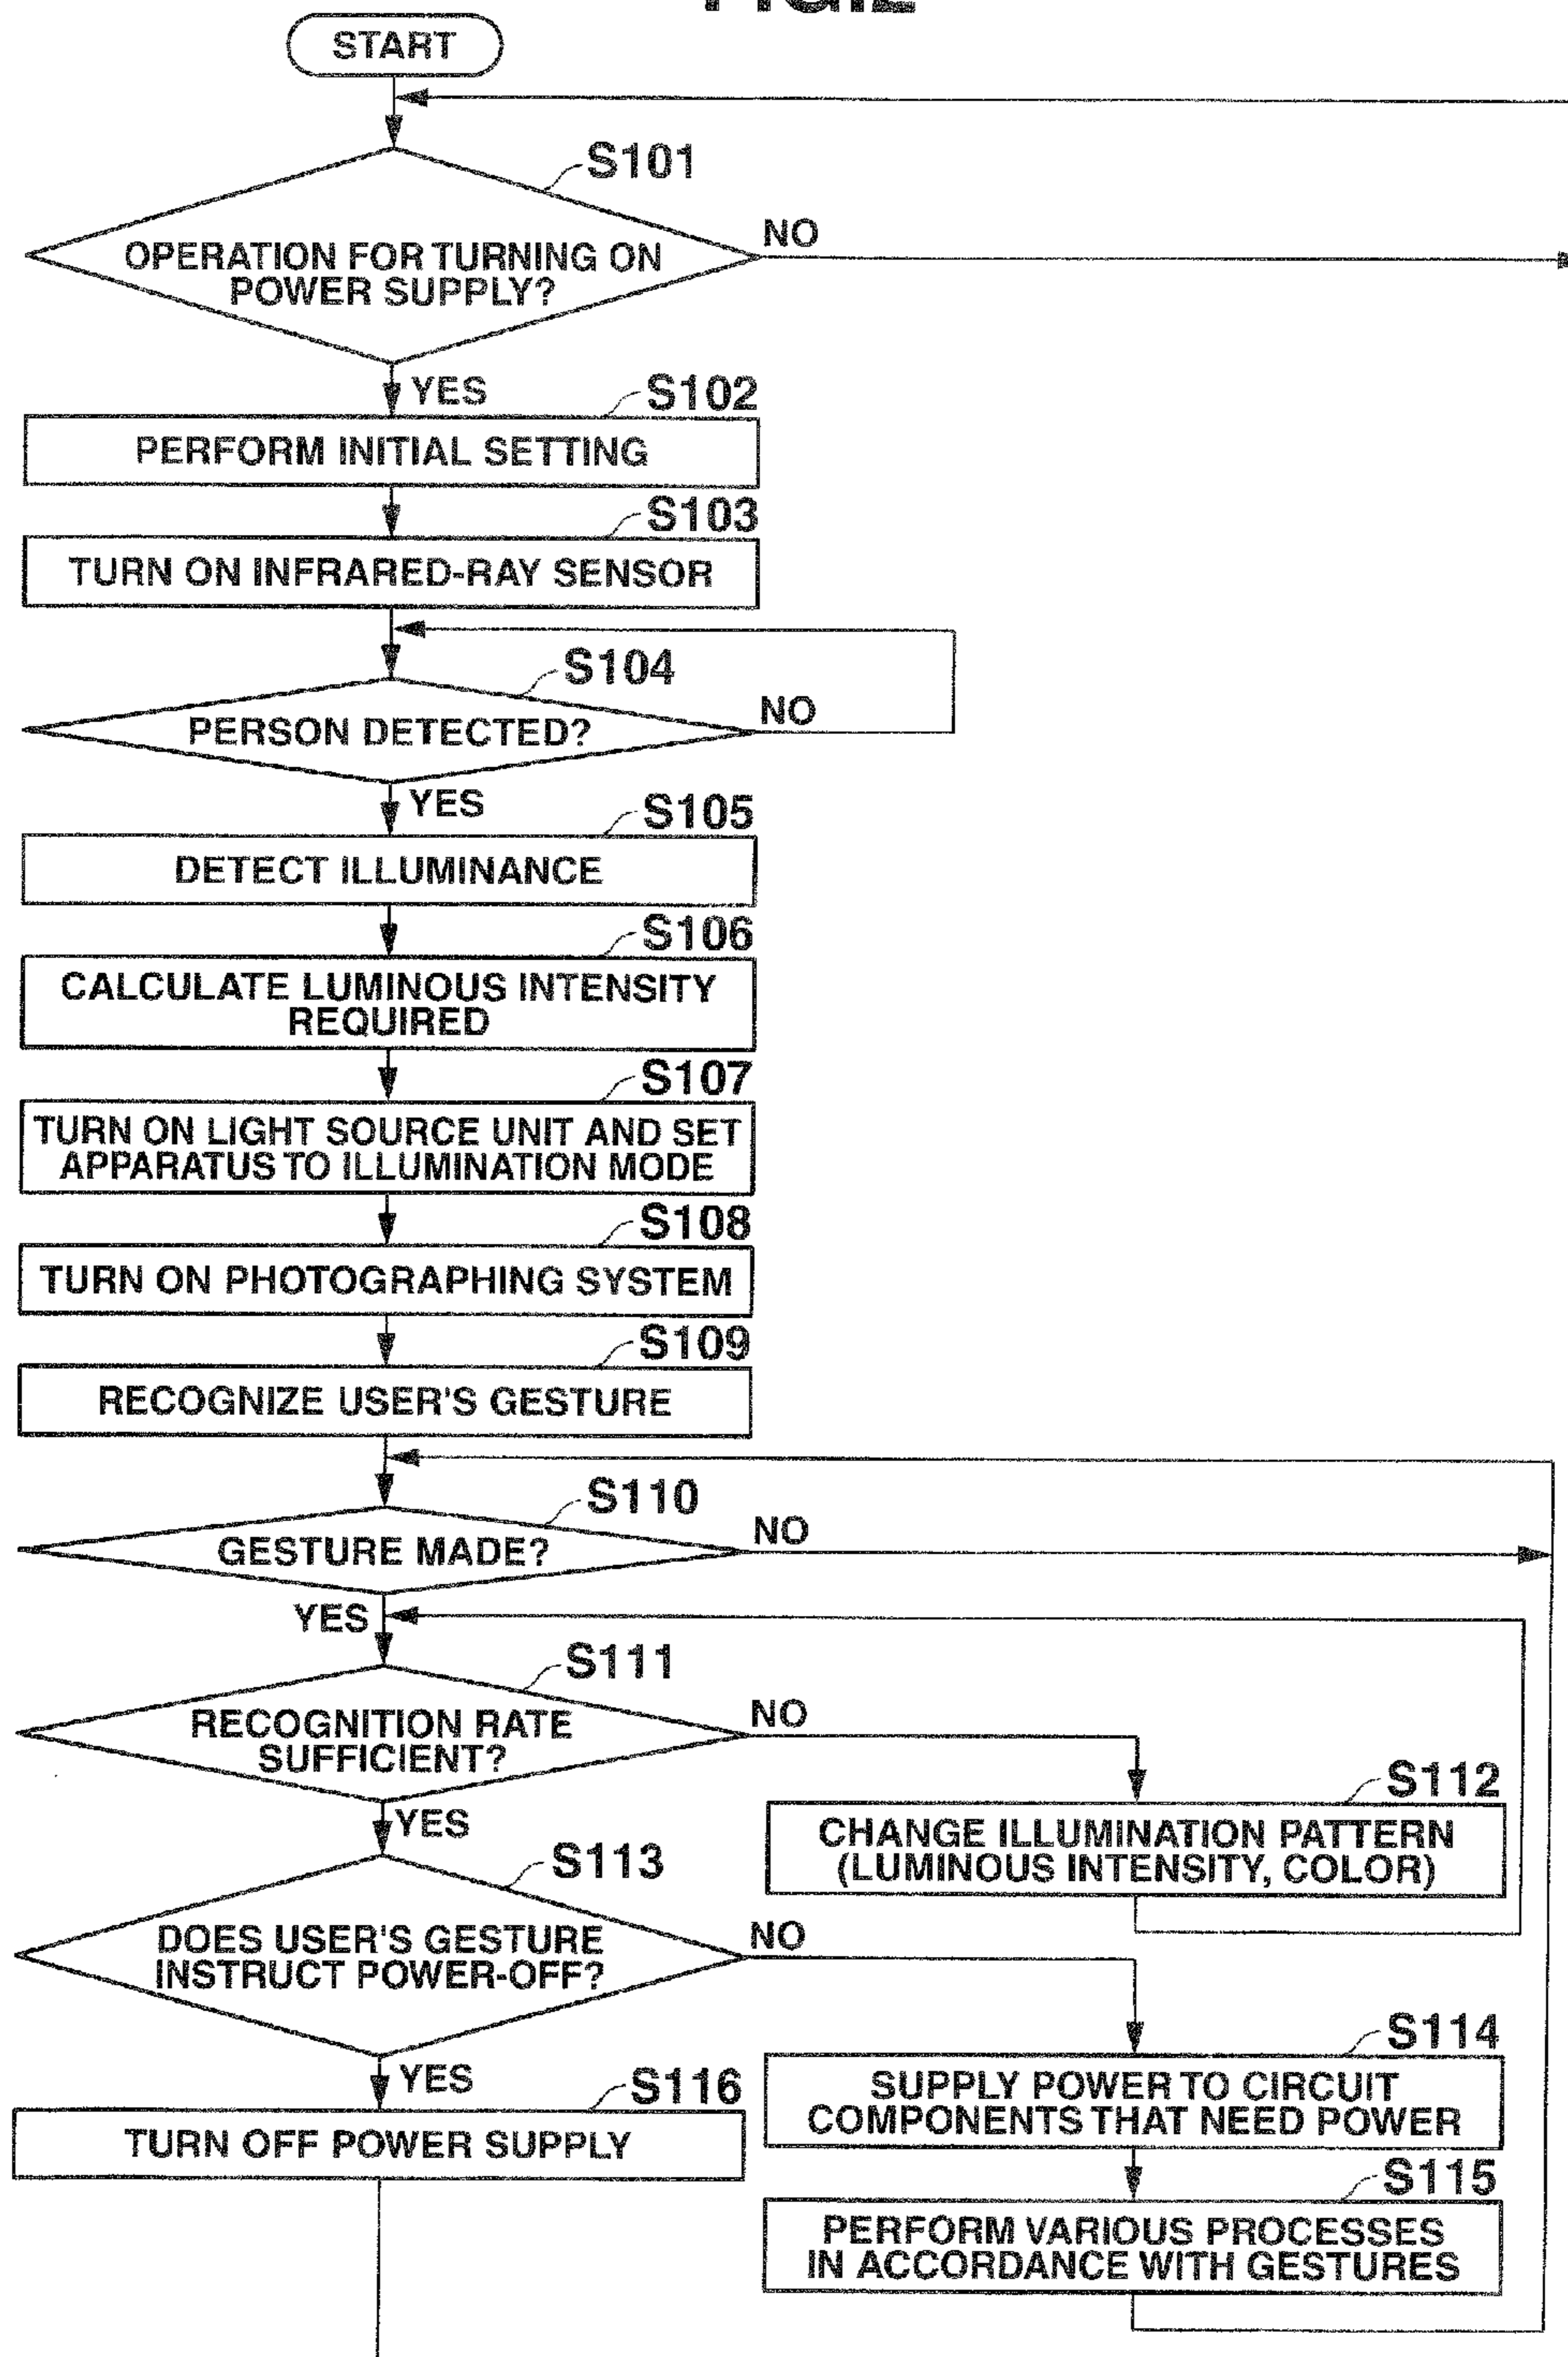 START
S101
OPERATION FOR TURNING ON
POWER SUPPLY?
NO
YES
S102
PERFORM INITIAL SETTING
S103
TURN ON INFRARED-RAY SENSOR
S104
PERSON DETECTED?
NO
YES
S105
DETECT ILLUMINANCE
S106
CALCULATE LUMINOUS INTENSITY
REQUIRED
S107
TURN ON LIGHT SOURCE UNIT AND SET
APPARATUS TO ILLUMINATION MODE
S108
TURN ON PHOTOGRAPHING SYSTEM
S109
RECOGNIZE USER'S GESTURE
S110
GESTURE MADE?
NO
YES
S111
RECOGNITION RATE
SUFFICIENT?
NO
S112
CHANGE ILLUMINATION PATTERN
(LUMINOUS INTENSITY, COLOR)
YES
S113
DOES USER'S GESTURE
INSTRUCT POWER-OFF?
NO
S114
SUPPLY POWER TO CIRCUIT
COMPONENTS THAT NEED POWER
S115
PERFORM VARIOUS PROCESSES
IN ACCORDANCE WITH GESTURES
YES
S116
TURN OFF POWER SUPPLY